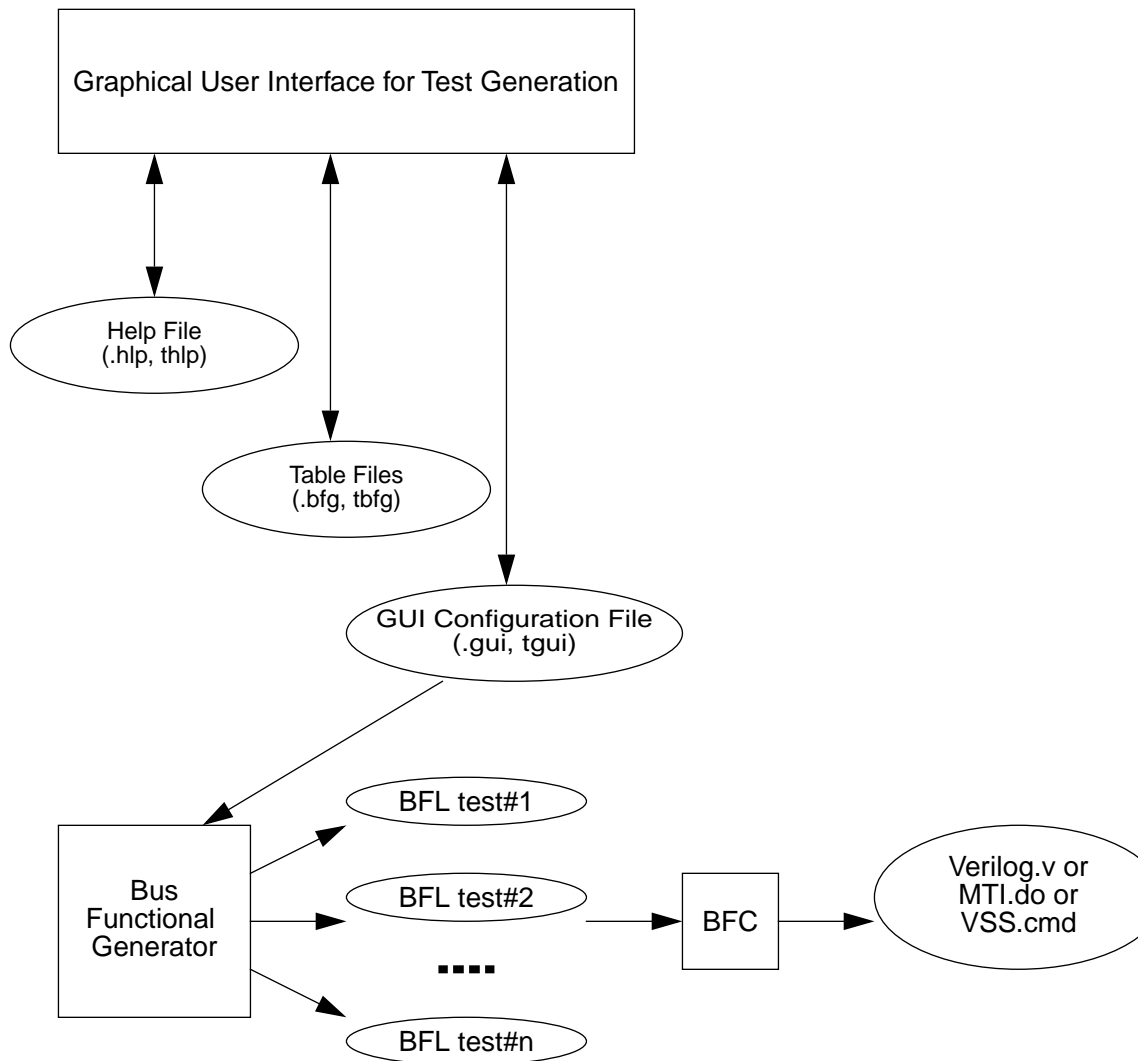 Graphical User Interface for Test Generation
Help File
(.hlp, thlp)
Table Files
(.bfg, tbfg)
GUI Configuration File
(.gui, tgui)
BFL test#1
Bus
Functional
Generator
BFL test#2
BFC
Verilog.v or
MTI.do or
VSS.cmd
BFL test#n